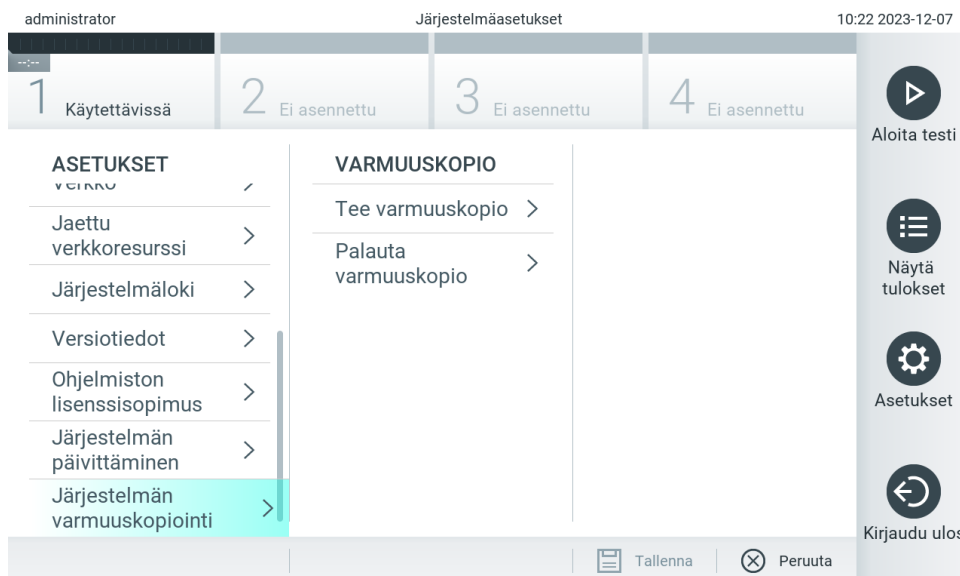 administrator
Järjestelmäasetukset
10:22 2023-12-07
--:--
1 Käytettävissä
2 Ei asennettu
3 Ei asennettu
4 Ei asennettu
ASETUKSET
Verkko
Jaettu
verkkoresurssi
Järjestelmäloki
Versiotiedot
Ohjelmiston
lisenssisopimus
Järjestelmän
päivittäminen
Järjestelmän
varmuuskopiointi
VARMUUSKOPIO
Tee varmuuskopio
Palauta
varmuuskopio
Aloita testi
Näytä
tulokset
Asetukset
Kirjaudu ulos
Tallenna
Peruuta